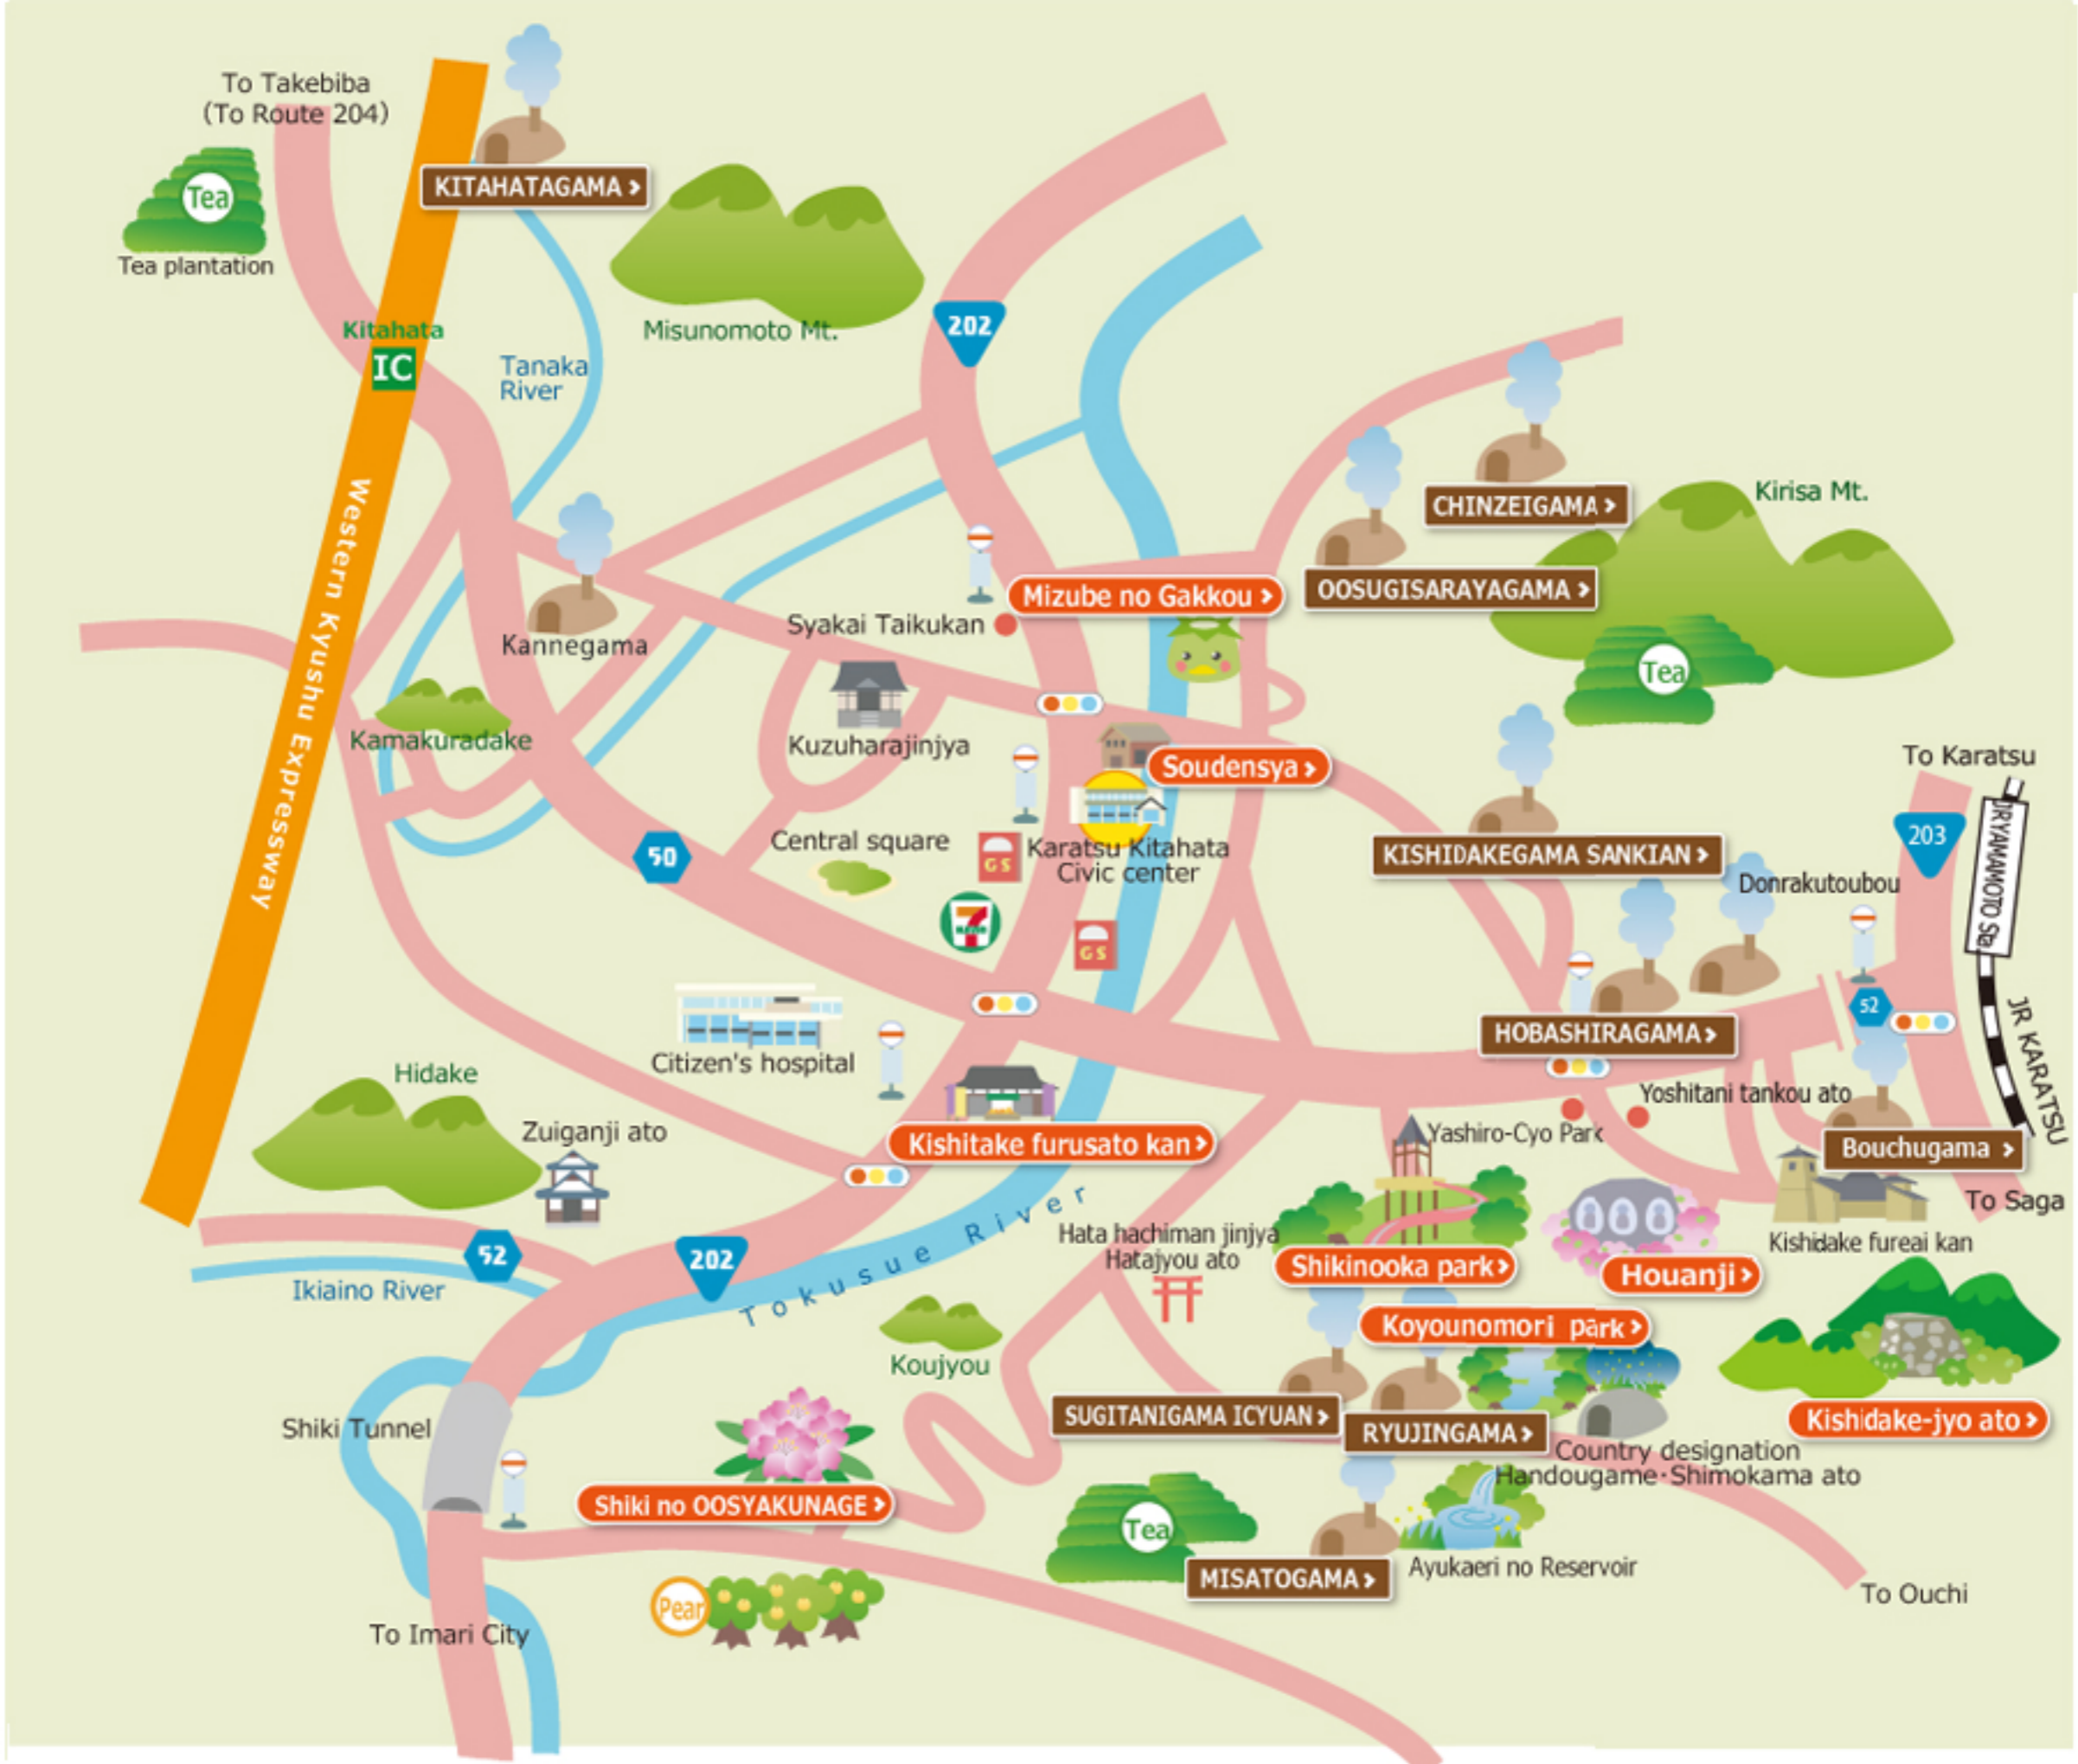 To Takebiba
(To Route 204)
Tea
Tea plantation
KITAHATAGAMA
Misunomoto Mt.
Kitahata
IC
Tanaka
River
202
Western Kyushu Expressway
CHINZEIGAMA
Kirisa Mt.
OOSUGISARAYAGAMA
Mizube no Gakkou
Syakai Taikukan
Kannegama
Tea
Kamakuradake
Kuzuharajinjya
Soudensya
To Karatsu
203
JRYAMAMOTO Sta
JR KARATSU
50
Central square
GS
Karatsu Kitahata
Civic center
KISHIDAKEGAMA SANKIAN
Donrakutoubou
7
GS
52
HOBASHIRAGAMA
Citizen's hospital
Hidake
Zuiganji ato
Kishitake furusato kan
Yashiro-Cyo Park
Yoshitani tankou ato
Bouchugama
To Saga
Kishidake fureai kan
52
202
Ikiaino River
Tokusue River
Hata hachiman jinjya
Hatajyou ato
Shikinooka park
Houanji
Koyounomori park
Koujyou
Shiki Tunnel
SUGITANIGAMA ICYUAN
RYUJINGAMA
Kishidake-jyo ato
Country designation
Handougame·Shimokama ato
Shiki no OOSYAKUNAGE
Tea
MISATOGAMA
Ayukaeri no Reservoir
To Ouchi
Pear
To Imari City